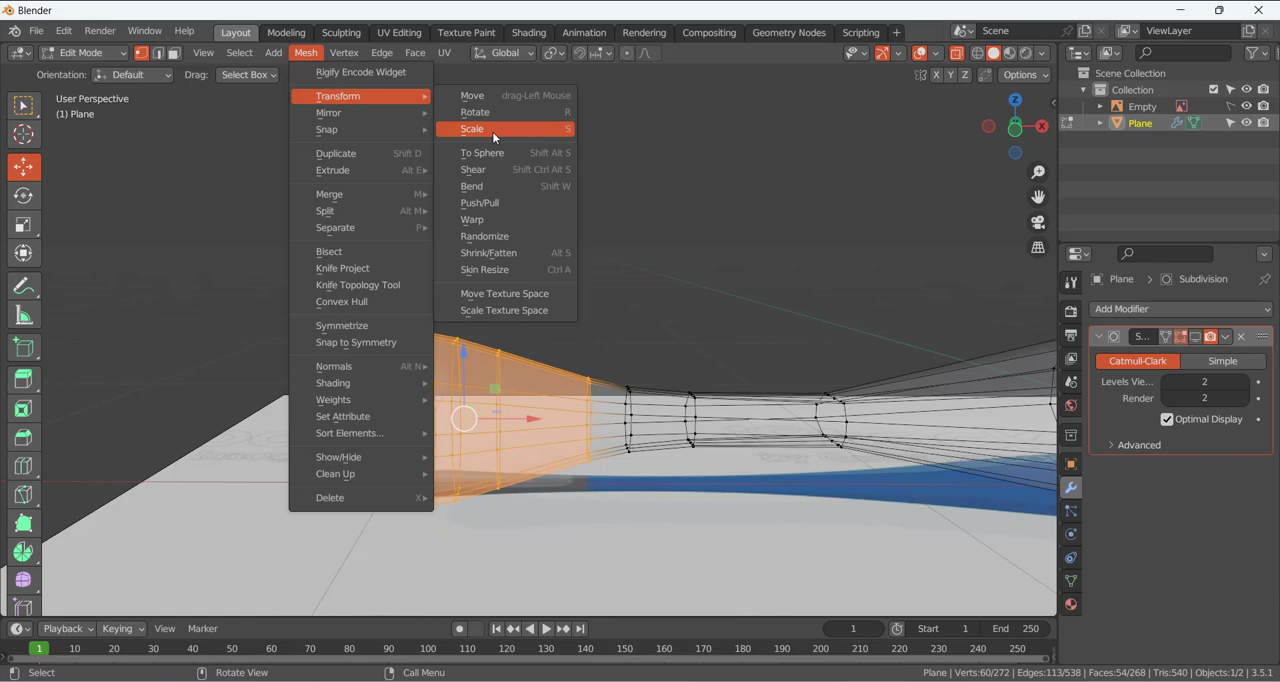 Blender
File Edit Render Window Help Layout Modeling Sculpting UV Editing Texture Paint Shading Animation Rendering Compositing Geometry Nodes Scripting + Scene ViewLayer
Edit Mode View Select Add Mesh Vertex Edge Face UV Global
Orientation: Default Drag: Select Box X Y Z Options
User Perspective
(1) Plane
Rigify Encode Widget
Transform
Mirror
Snap
Duplicate Shift D
Extrude Alt E
Merge M
Split Alt M
Separate P
Bisect
Knife Project
Knife Topology Tool
Convex Hull
Symmetrize
Snap to Symmetry
Normals Alt N
Shading
Weights
Set Attribute
Sort Elements...
Show/Hide
Clean Up
Delete X
Move drag-Left Mouse
Rotate R
Scale S
To Sphere Shift Alt S
Shear Shift Ctrl Alt S
Bend Shift W
Push/Pull
Warp
Randomize
Shrink/Fatten Alt S
Skin Resize Ctrl A
Move Texture Space
Scale Texture Space
Z
X
Scene Collection
Collection
Empty
Plane
Plane > Subdivision
Add Modifier
S...
Catmull-Clark Simple
Levels Vie... 2
Render 2
Optimal Display
Advanced
Playback Keying View Marker 1 Start 1 End 250
1 10 20 30 40 50 60 70 80 90 100 110 120 130 140 150 160 170 180 190 200 210 220 230 240 250
Select Rotate View Call Menu Plane | Verts:60/272 | Edges:113/538 | Faces:54/268 | Tris:540 | Objects:1/2 | 3.5.1